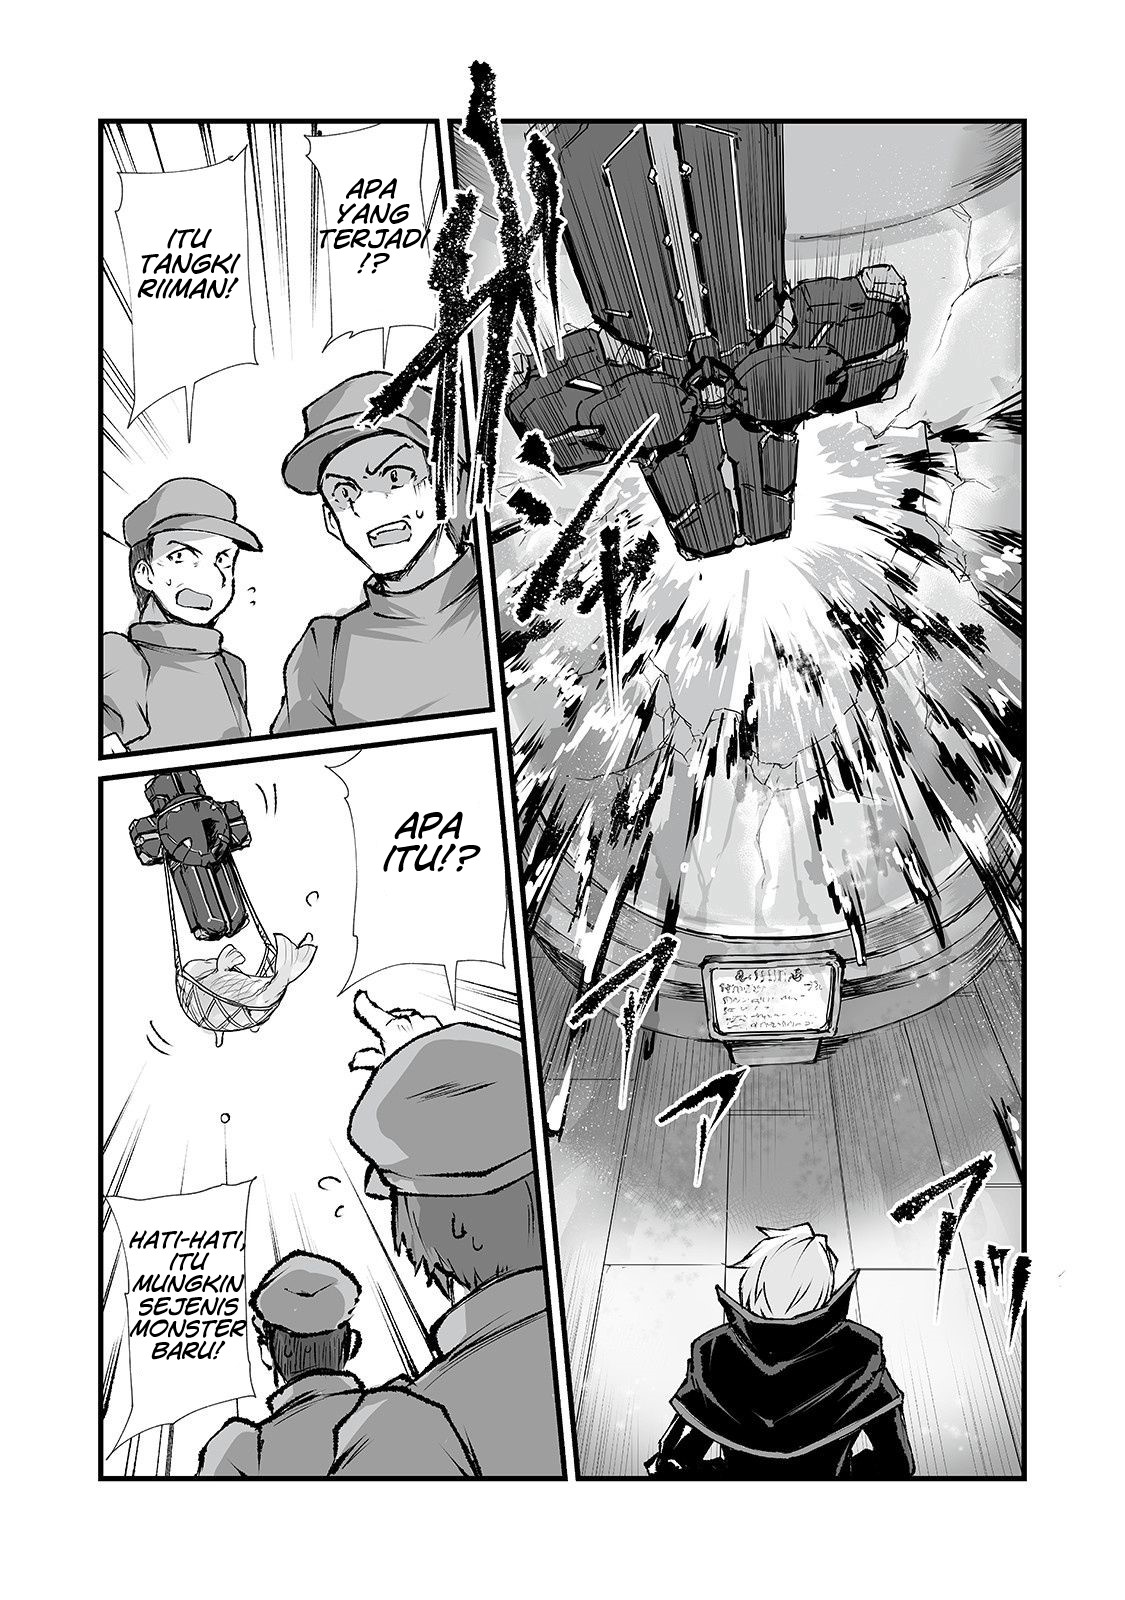 APA
YANG
TERJADI
!?
ITU
TANGKI
RIIMAN!
APA
ITU!?
HATI-HATI,
ITU
MUNGKIN
SEJENIS
MONSTER
BARU!